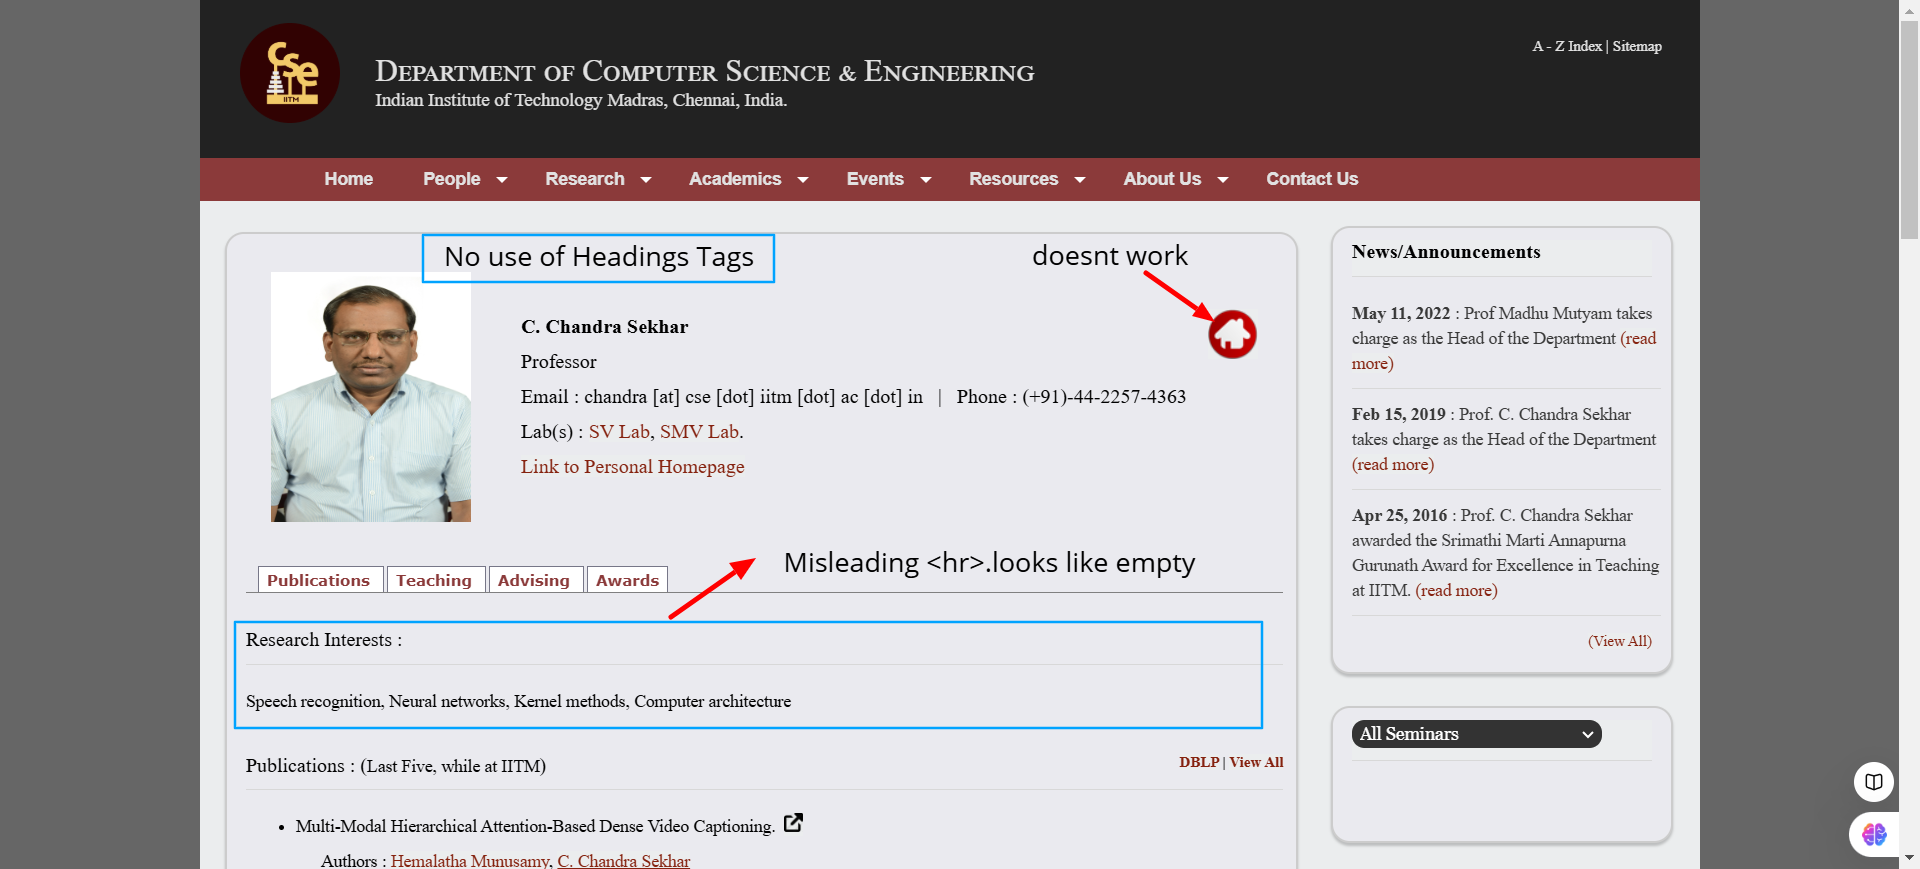 cse
IITM
DEPARTMENT OF COMPUTER SCIENCE & ENGINEERING
Indian Institute of Technology Madras, Chennai, India.
A - Z Index | Sitemap
Home People Research Academics Events Resources About Us Contact Us
No use of Headings Tags
doesnt work
C. Chandra Sekhar
Professor
Email : chandra [at] cse [dot] iitm [dot] ac [dot] in | Phone : (+91)-44-2257-4363
Lab(s) : SV Lab, SMV Lab.
Link to Personal Homepage
Misleading <hr>.looks like empty
Publications Teaching Advising Awards
Research Interests :
Speech recognition, Neural networks, Kernel methods, Computer architecture
Publications : (Last Five, while at IITM)
DBLP | View All
• Multi-Modal Hierarchical Attention-Based Dense Video Captioning.
Authors : Hemalatha Munusamy, C. Chandra Sekhar
News/Announcements
May 11, 2022 : Prof Madhu Mutyam takes
charge as the Head of the Department (read
more)
Feb 15, 2019 : Prof. C. Chandra Sekhar
takes charge as the Head of the Department
(read more)
Apr 25, 2016 : Prof. C. Chandra Sekhar
awarded the Srimathi Marti Annapurna
Gurunath Award for Excellence in Teaching
at IITM. (read more)
(View All)
All Seminars